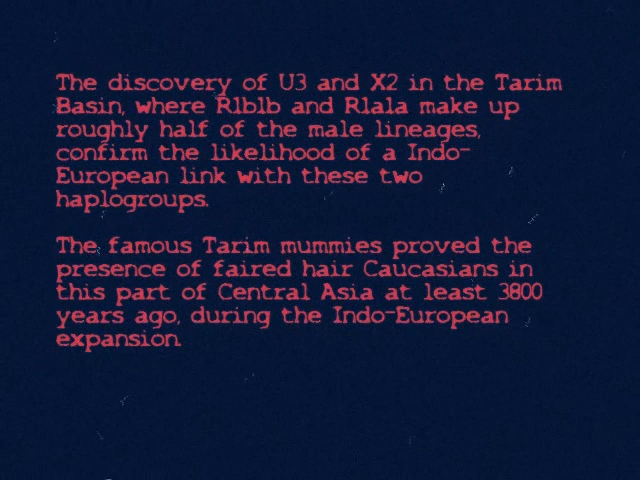 The discovery of U3 and X2 in the Tarim
Basin, where R1b1b and R1a1a make up
roughly half of the male lineages,
confirm the likelihood of a Indo-
European link with these two
haplogroups.

The famous Tarim mummies proved the
presence of faired hair Caucasians in
this part of Central Asia at least 3800
years ago, during the Indo-European
expansion.